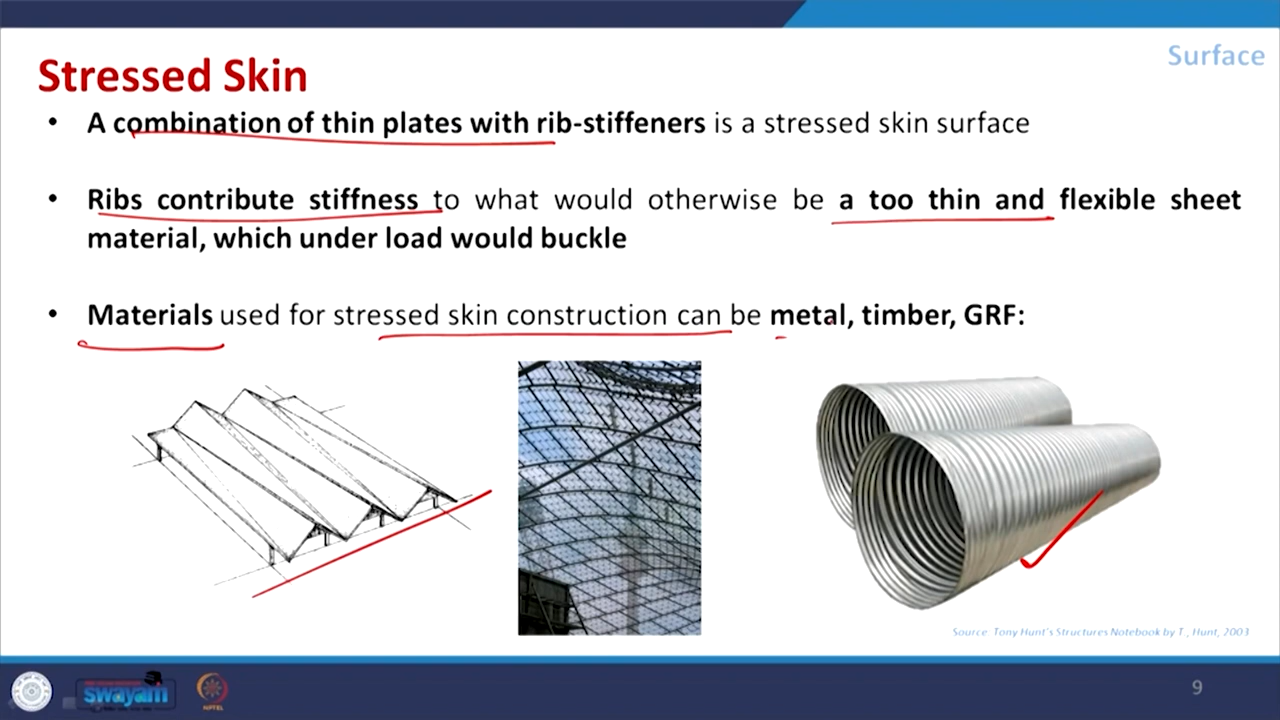 Surface
Stressed Skin
• A combination of thin plates with rib-stiffeners is a stressed skin surface
• Ribs contribute stiffness to what would otherwise be a too thin and flexible sheet
material, which under load would buckle
• Materials used for stressed skin construction can be metal, timber, GRF:
Source: Tony Hunt's Structures Notebook by T., Hunt, 2003
swayam
NPTEL
9